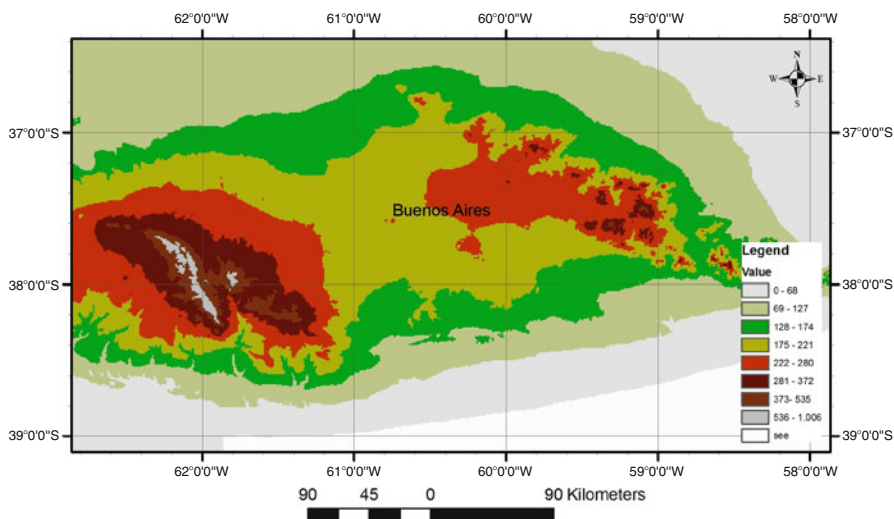 62°0'0"W 61°0'0"W 60°0'0"W 59°0'0"W 58°0'0"W
N
W E
S
37°0'0"S 37°0'0"S
Buenos Aires
Legend
Value
0 - 68
69 - 127
128 - 174
175 - 221
222 - 280
281 - 372
373- 535
536 - 1.006
see
38°0'0"S 38°0'0"S
39°0'0"S 39°0'0"S
62°0'0"W 61°0'0"W 60°0'0"W 59°0'0"W 58°0'0"W
90 45 0 90 Kilometers